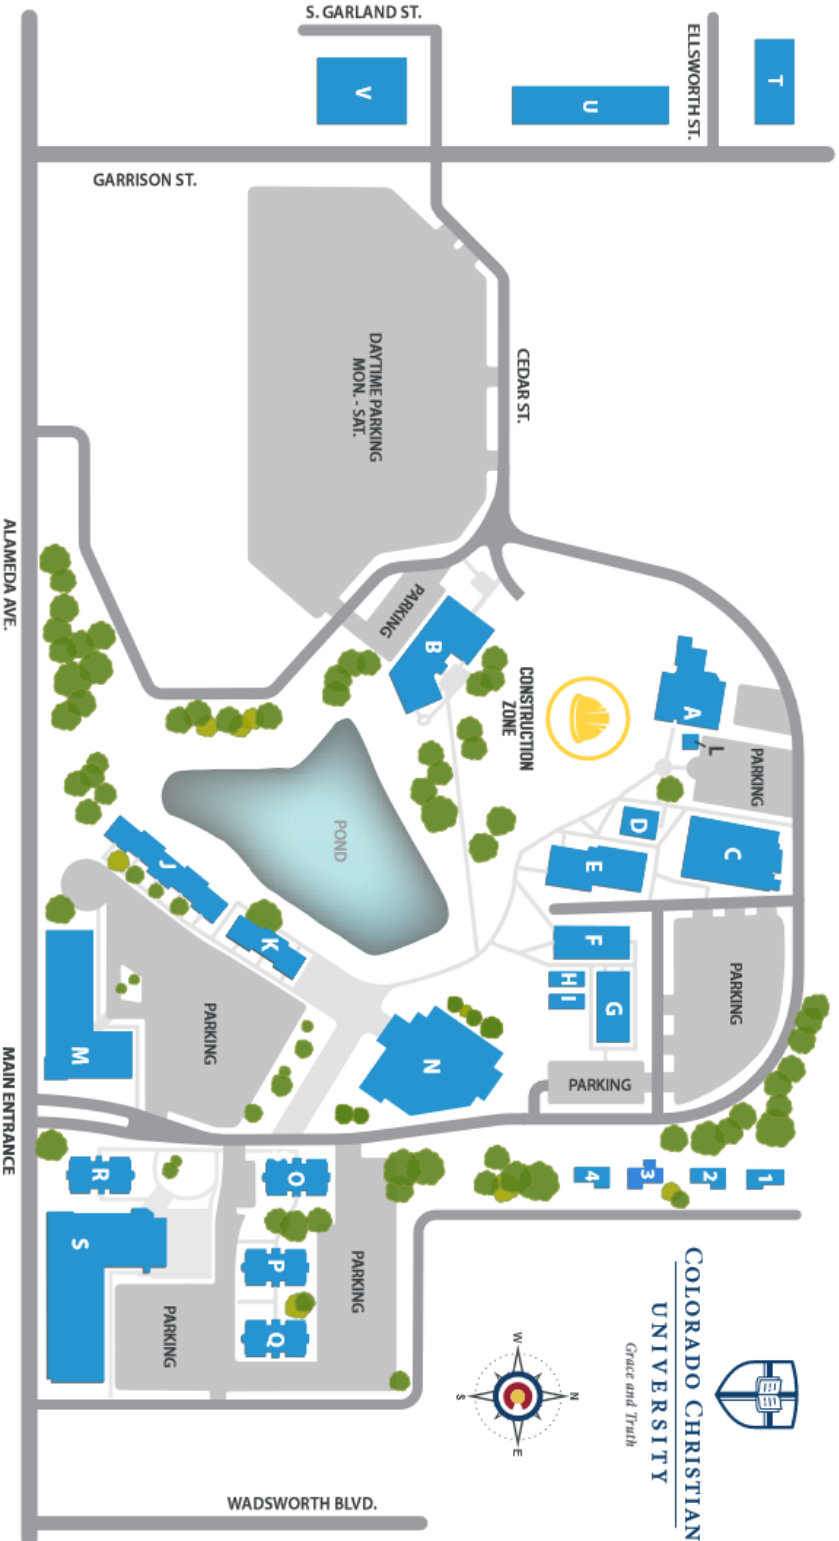 S. GARLAND ST.
ELLSWORTH ST.
T
V
U
GARRISON ST.
DAYTIME PARKING
MON. - SAT.
CEDAR ST.
ALAMEDA AVE.
PARKING
B
CONSTRUCTION
ZONE
A
L
PARKING
POND
D
C
E
J
K
F
H
I
G
PARKING
PARKING
PARKING
M
N
MAIN ENTRANCE
R
O
4
3
2
1
S
P
Q
PARKING
PARKING
COLORADO CHRISTIAN
UNIVERSITY
Grace and Truth
W
N
S
E
C
WADSWORTH BLVD.